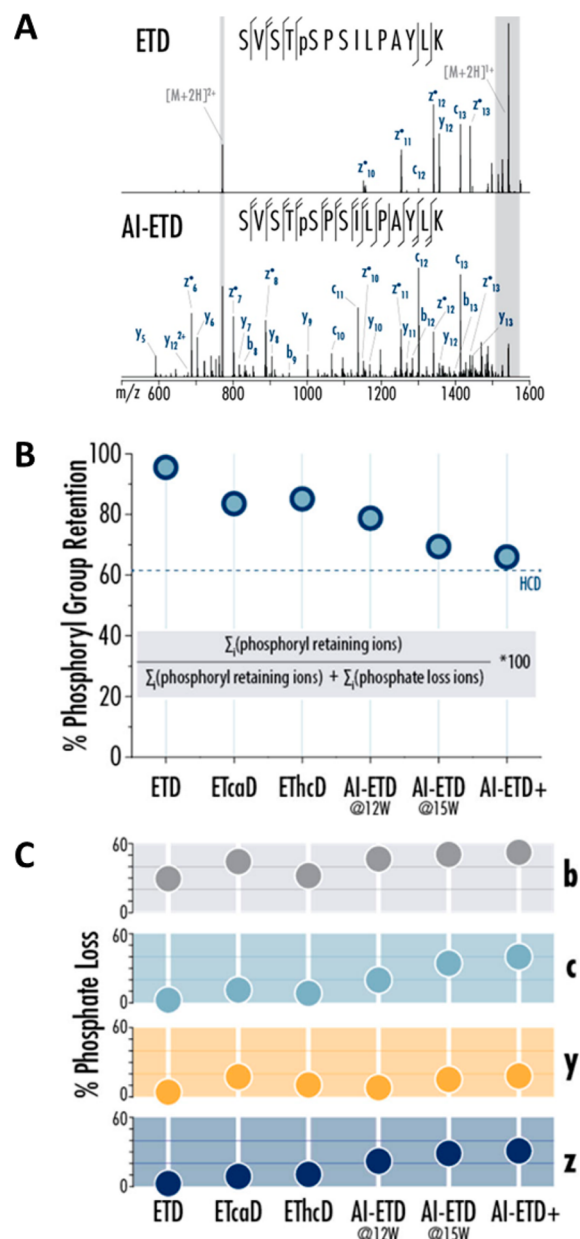 A
ETD
SVSTpSPSILPAYLK
[M+2H]²⁺
[M+2H]¹⁺
z•₁₀
z•₁₁
c₁₂
z•₁₂
y₁₂
c₁₃
z•₁₃
AI-ETD
SVSTpSPSILPAYLK
y₅
y₁₂²⁺
z•₆
y₆
z•₇
y₇
b₈
z•₈
y₈
b₉
y₉
c₁₀
c₁₁
z•₁₀
y₁₀
z•₁₁
y₁₁
c₁₂
b₁₂
z•₁₂
y₁₂
c₁₃
b₁₃
z•₁₃
y₁₃
m/z 600 800 1000 1200 1400 1600
B
% Phosphoryl Group Retention
100
80
60
40
20
0
HCD
Σᵢ(phosphoryl retaining ions)
Σᵢ(phosphoryl retaining ions) + Σᵢ(phosphate loss ions) *100
ETD ETcaD EThcD AI-ETD @12W AI-ETD @15W AI-ETD+
C
% Phosphate Loss
60
0
b
60
0
c
60
0
y
60
0
z
ETD ETcaD EThcD AI-ETD @12W AI-ETD @15W AI-ETD+